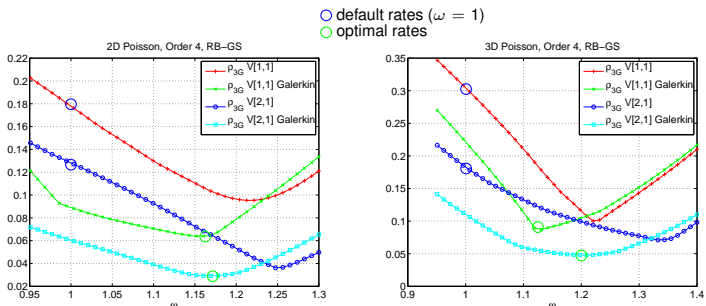 default rates (ω = 1)
optimal rates
2D Poisson, Order 4, RB-GS
0.22
0.2
0.18
0.16
0.14
0.12
0.1
0.08
0.06
0.04
0.02
0.95
1
1.05
1.1
1.15
1.2
1.25
1.3
ρ3G V[1,1]
ρ3G V[1,1] Galerkin
ρ3G V[2,1]
ρ3G V[2,1] Galerkin
3D Poisson, Order 4, RB-GS
0.35
0.3
0.25
0.2
0.15
0.1
0.05
0
0.9
1
1.1
1.2
1.3
1.4
ρ3G V[1,1]
ρ3G V[1,1] Galerkin
ρ3G V[2,1]
ρ3G V[2,1] Galerkin